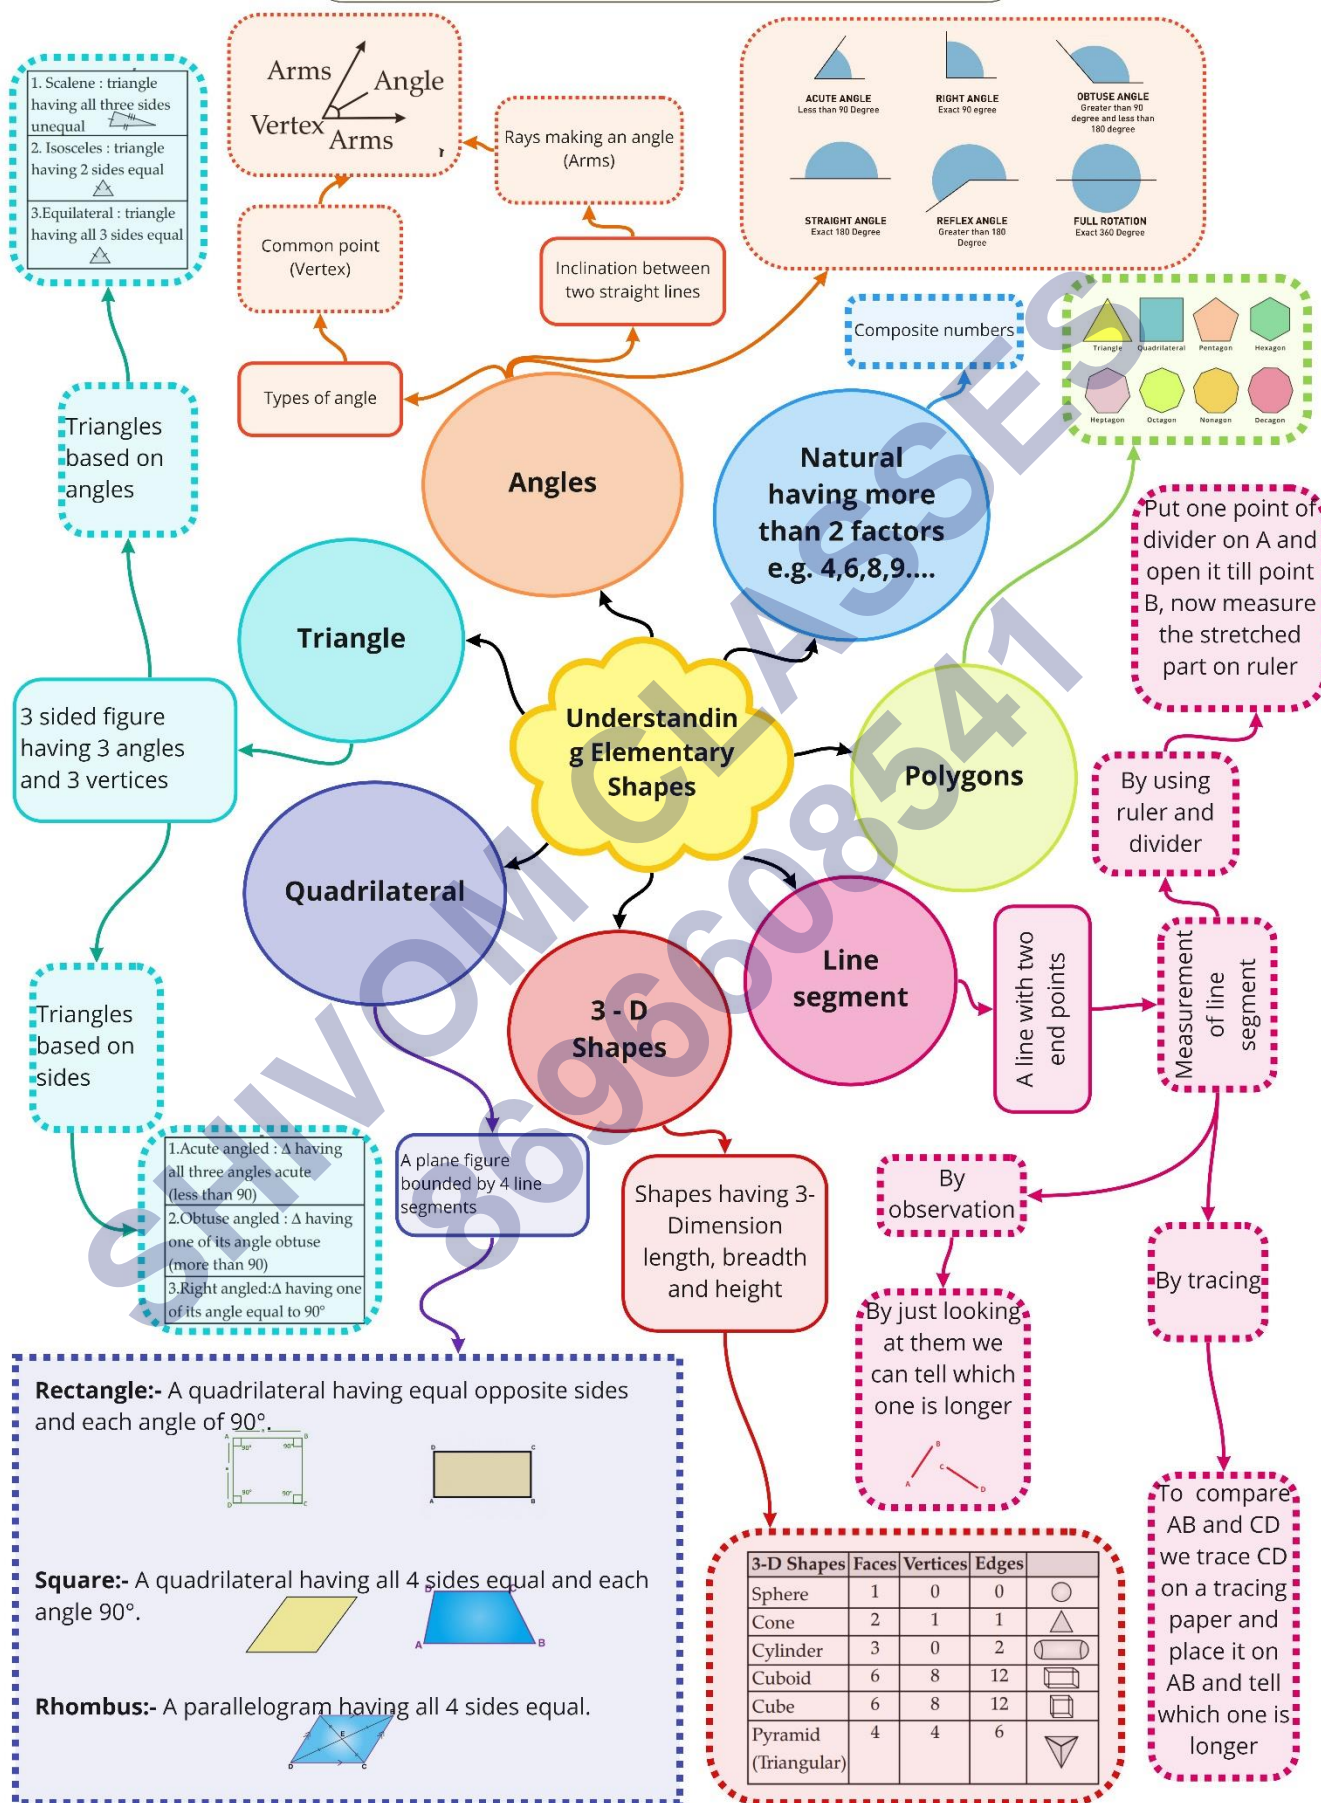 Arms
Angle
Vertex
Arms
ACUTE ANGLE
Less than 90 Degree
RIGHT ANGLE
Exact 90 egree
OBTUSE ANGLE
Greater than 90
degree and less than
180 degree
STRAIGHT ANGLE
Exact 180 Degree
REFLEX ANGLE
Greater than 180
Degree
FULL ROTATION
Exact 360 Degree
1. Scalene : triangle
having all three sides
unequal
2. Isosceles : triangle
having 2 sides equal
3.Equilateral : triangle
having all 3 sides equal
Rays making an angle
(Arms)
Common point
(Vertex)
Inclination between
two straight lines
Types of angle
Composite numbers
Triangle
Quadrilateral
Pentagon
Hexagon
Heptagon
Octagon
Nonagon
Decagon
Triangles
based on
angles
Angles
Natural
having more
than 2 factors
e.g. 4,6,8,9....
Put one point of
divider on A and
open it till point
B, now measure
the stretched
part on ruler
Triangle
3 sided figure
having 3 angles
and 3 vertices
Understandin
g Elementary
Shapes
Polygons
By using
ruler and
divider
Quadrilateral
Line
segment
A line with two
end points
Measurement
of line
segment
3 - D
Shapes
Triangles
based on
sides
1.Acute angled : Δ having
all three angles acute
(less than 90)
2.Obtuse angled : Δ having
one of its angle obtuse
(more than 90)
3.Right angled:Δ having one
of its angle equal to 90°
A plane figure
bounded by 4 line
segments
Shapes having 3-
Dimension
length, breadth
and height
By
observation
By tracing
By just looking
at them we
can tell which
one is longer
B
C
A
D
To compare
AB and CD
we trace CD
on a tracing
paper and
place it on
AB and tell
which one is
longer
Rectangle:- A quadrilateral having equal opposite sides
and each angle of 90°.
A
B
90°
90°
90°
90°
D
C
D
C
A
B
Square:- A quadrilateral having all 4 sides equal and each
angle 90°.
D
C
A
B
Rhombus:- A parallelogram having all 4 sides equal.
E
D
C
3-D Shapes Faces Vertices Edges
Sphere 1 0 0
Cone 2 1 1
Cylinder 3 0 2
Cuboid 6 8 12
Cube 6 8 12
Pyramid 4 4 6
(Triangular)
SHIVOM CLASSES
8696608541